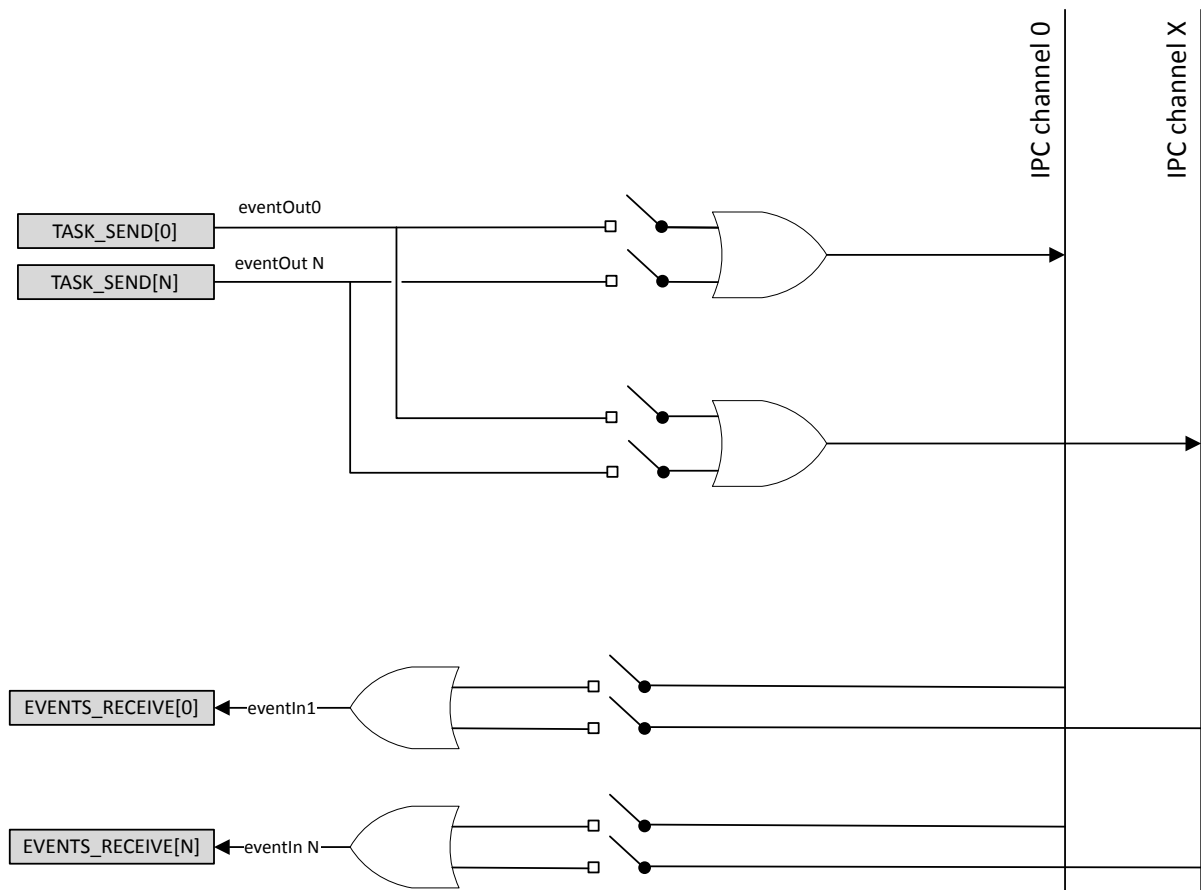 IPC channel 0
IPC channel X
eventOut0
TASK_SEND[0]
eventOut N
TASK_SEND[N]
EVENTS_RECEIVE[0]
eventIn1
EVENTS_RECEIVE[N]
eventIn N